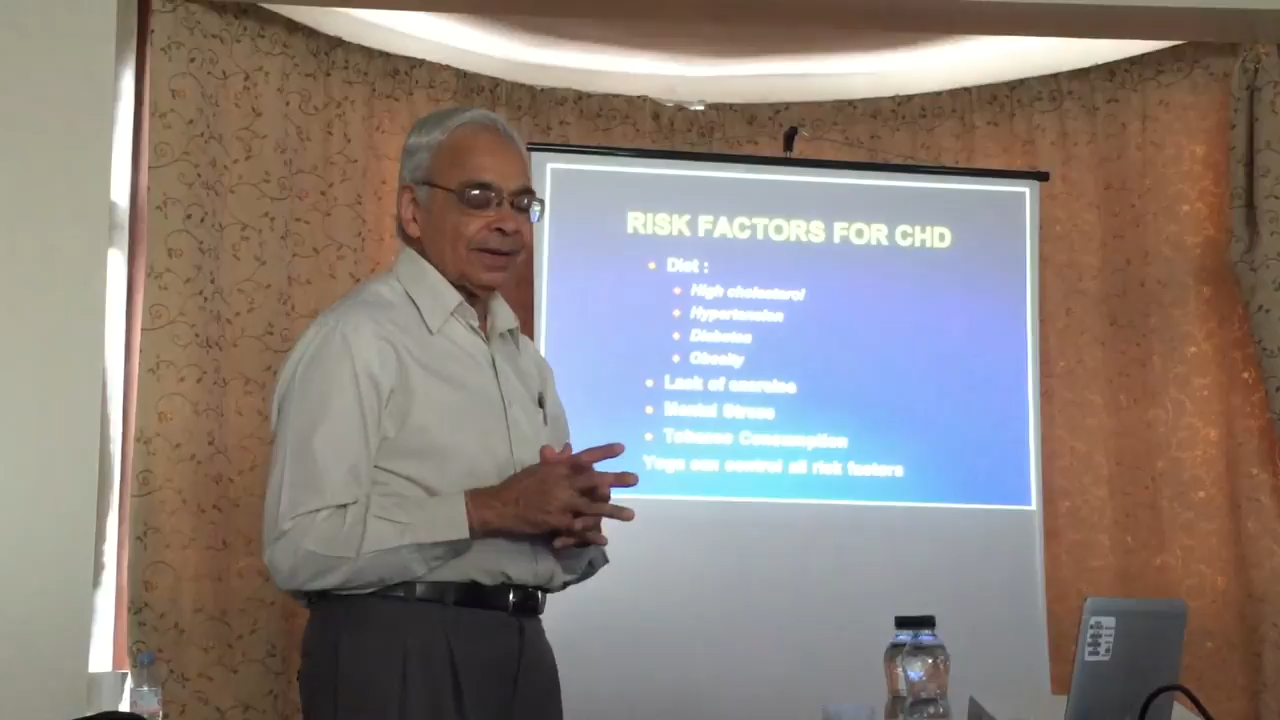 RISK FACTORS FOR CHD
• Diet :
• High cholesterol
• Hypertension
• Diabetes
• Obesity
• Lack of exercise
• Mental Stress
• Tobacco Consumption
Yoga can control all risk factors